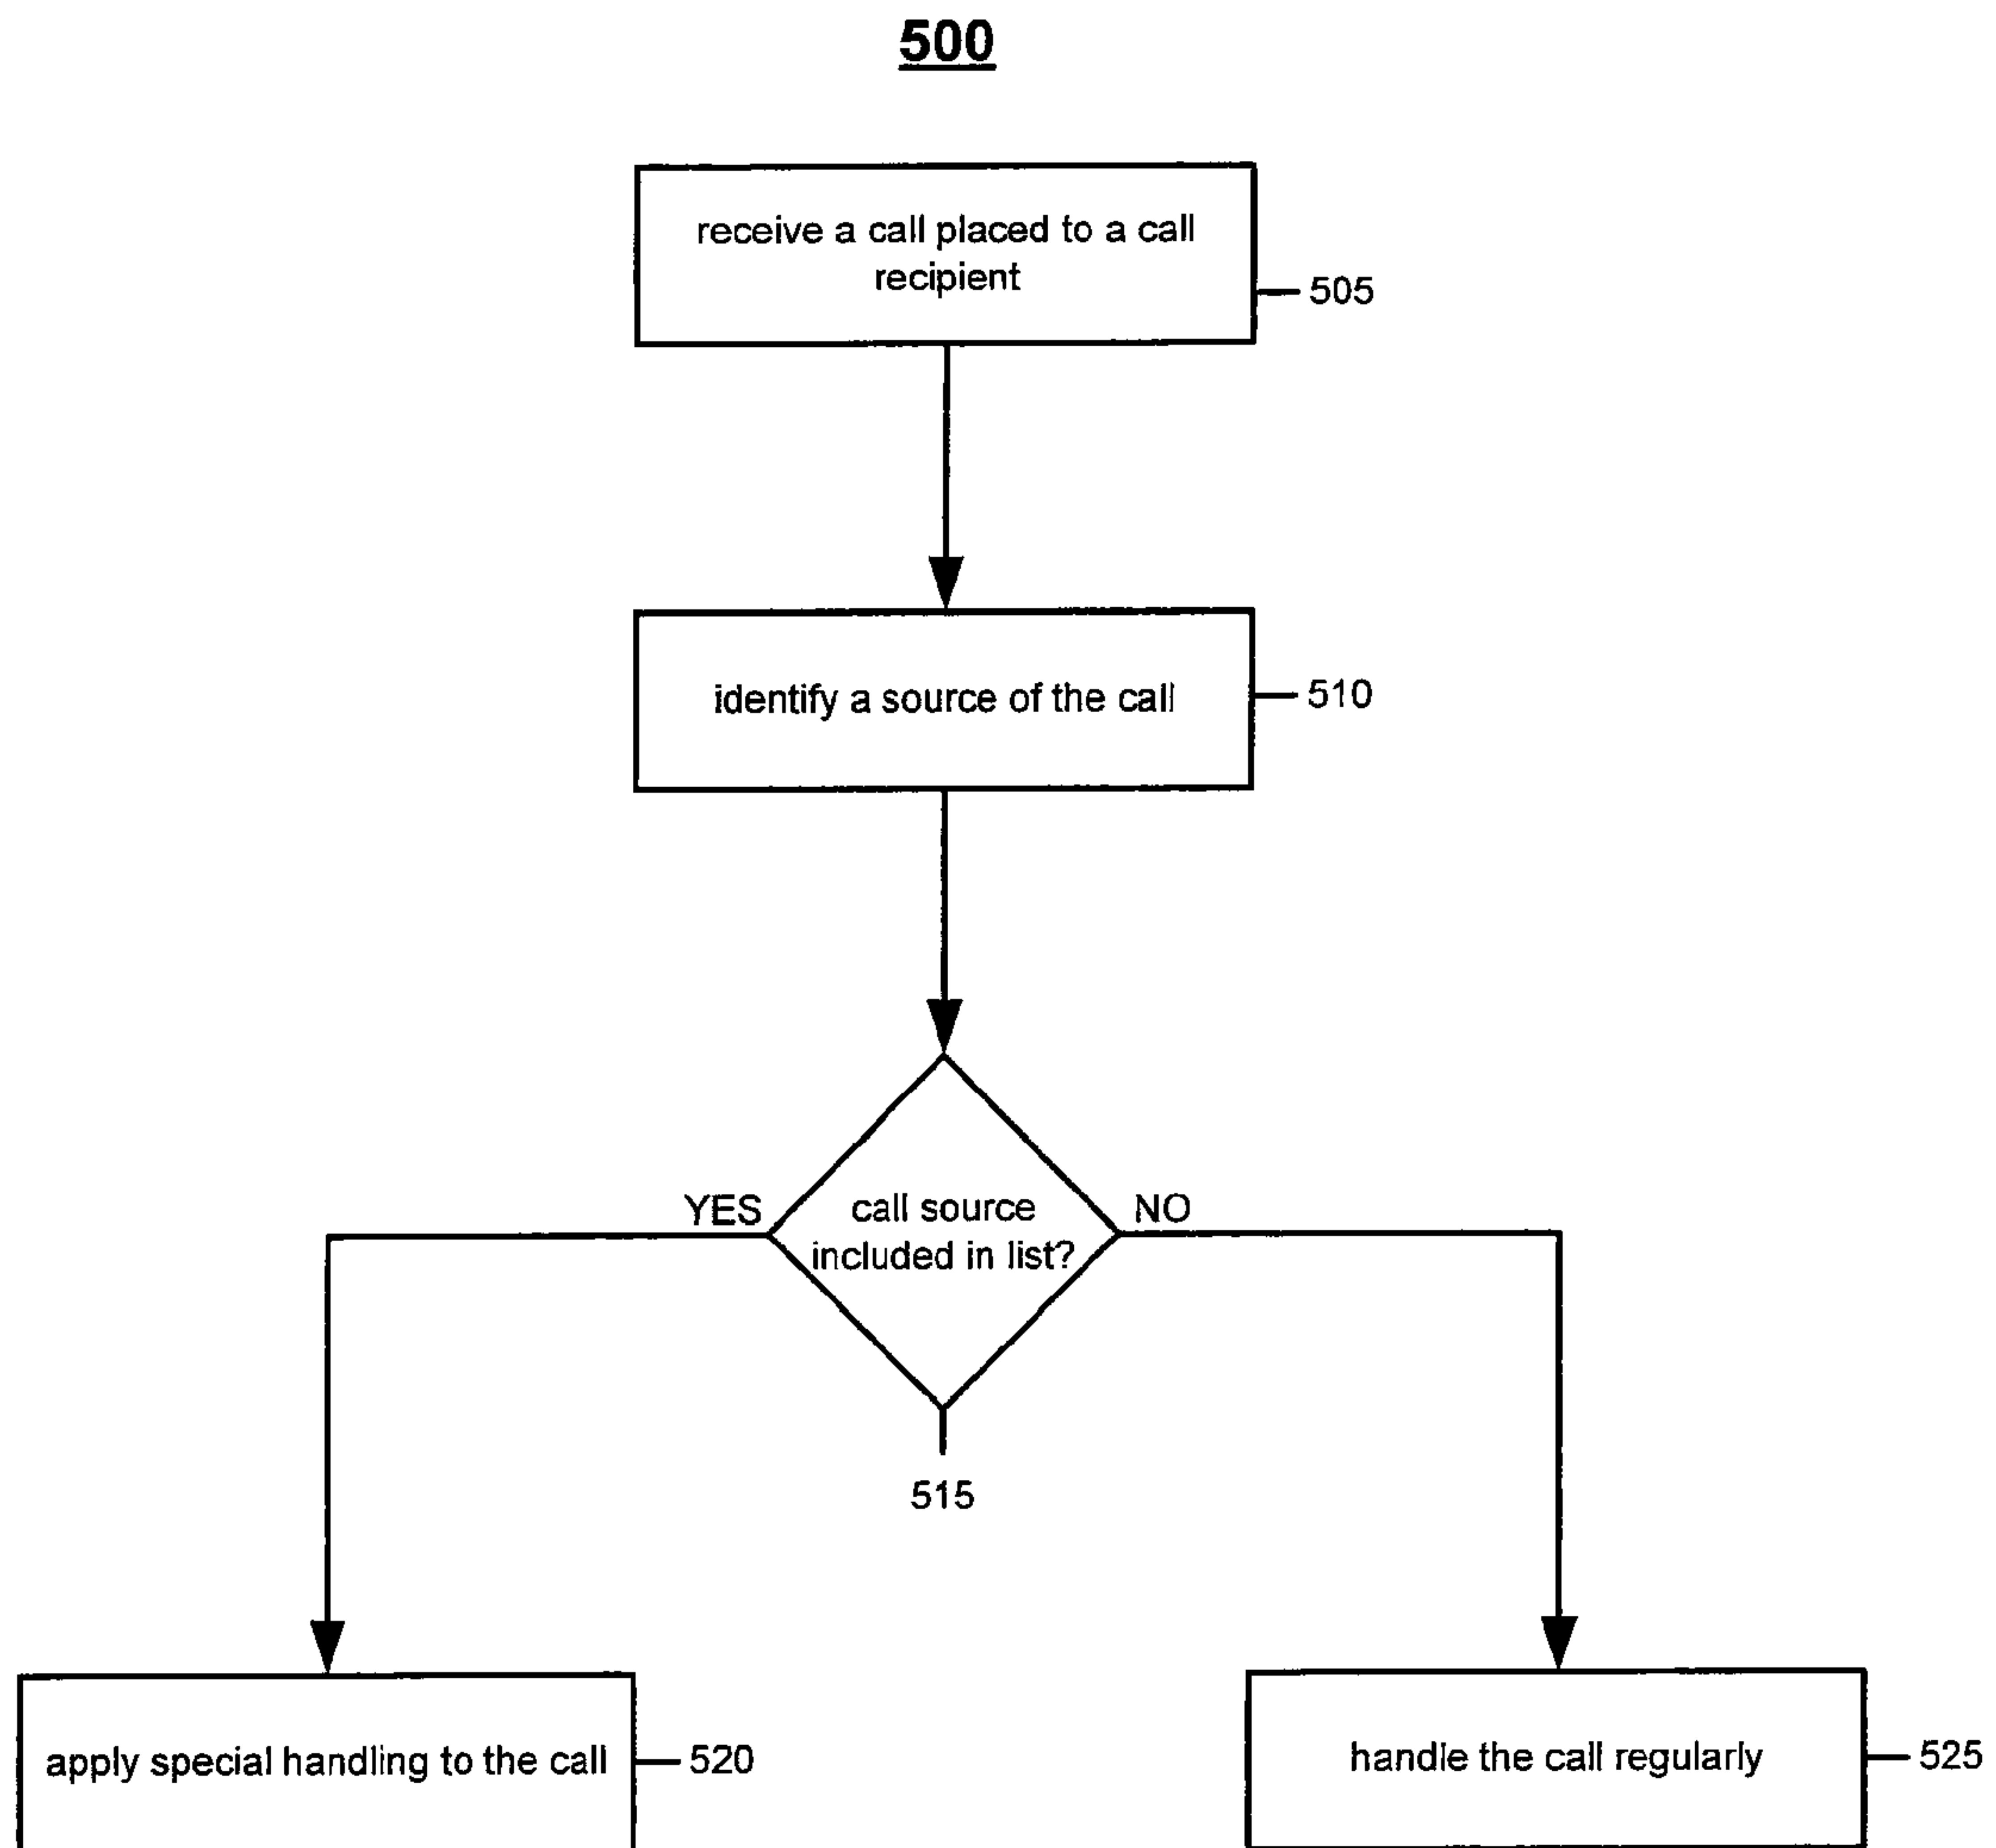 500
receive a call placed to a call
recipient
505
identify a source of the call
510
YES
call source
included in list?
NO
515
apply special handling to the call
520
handle the call regularly
525